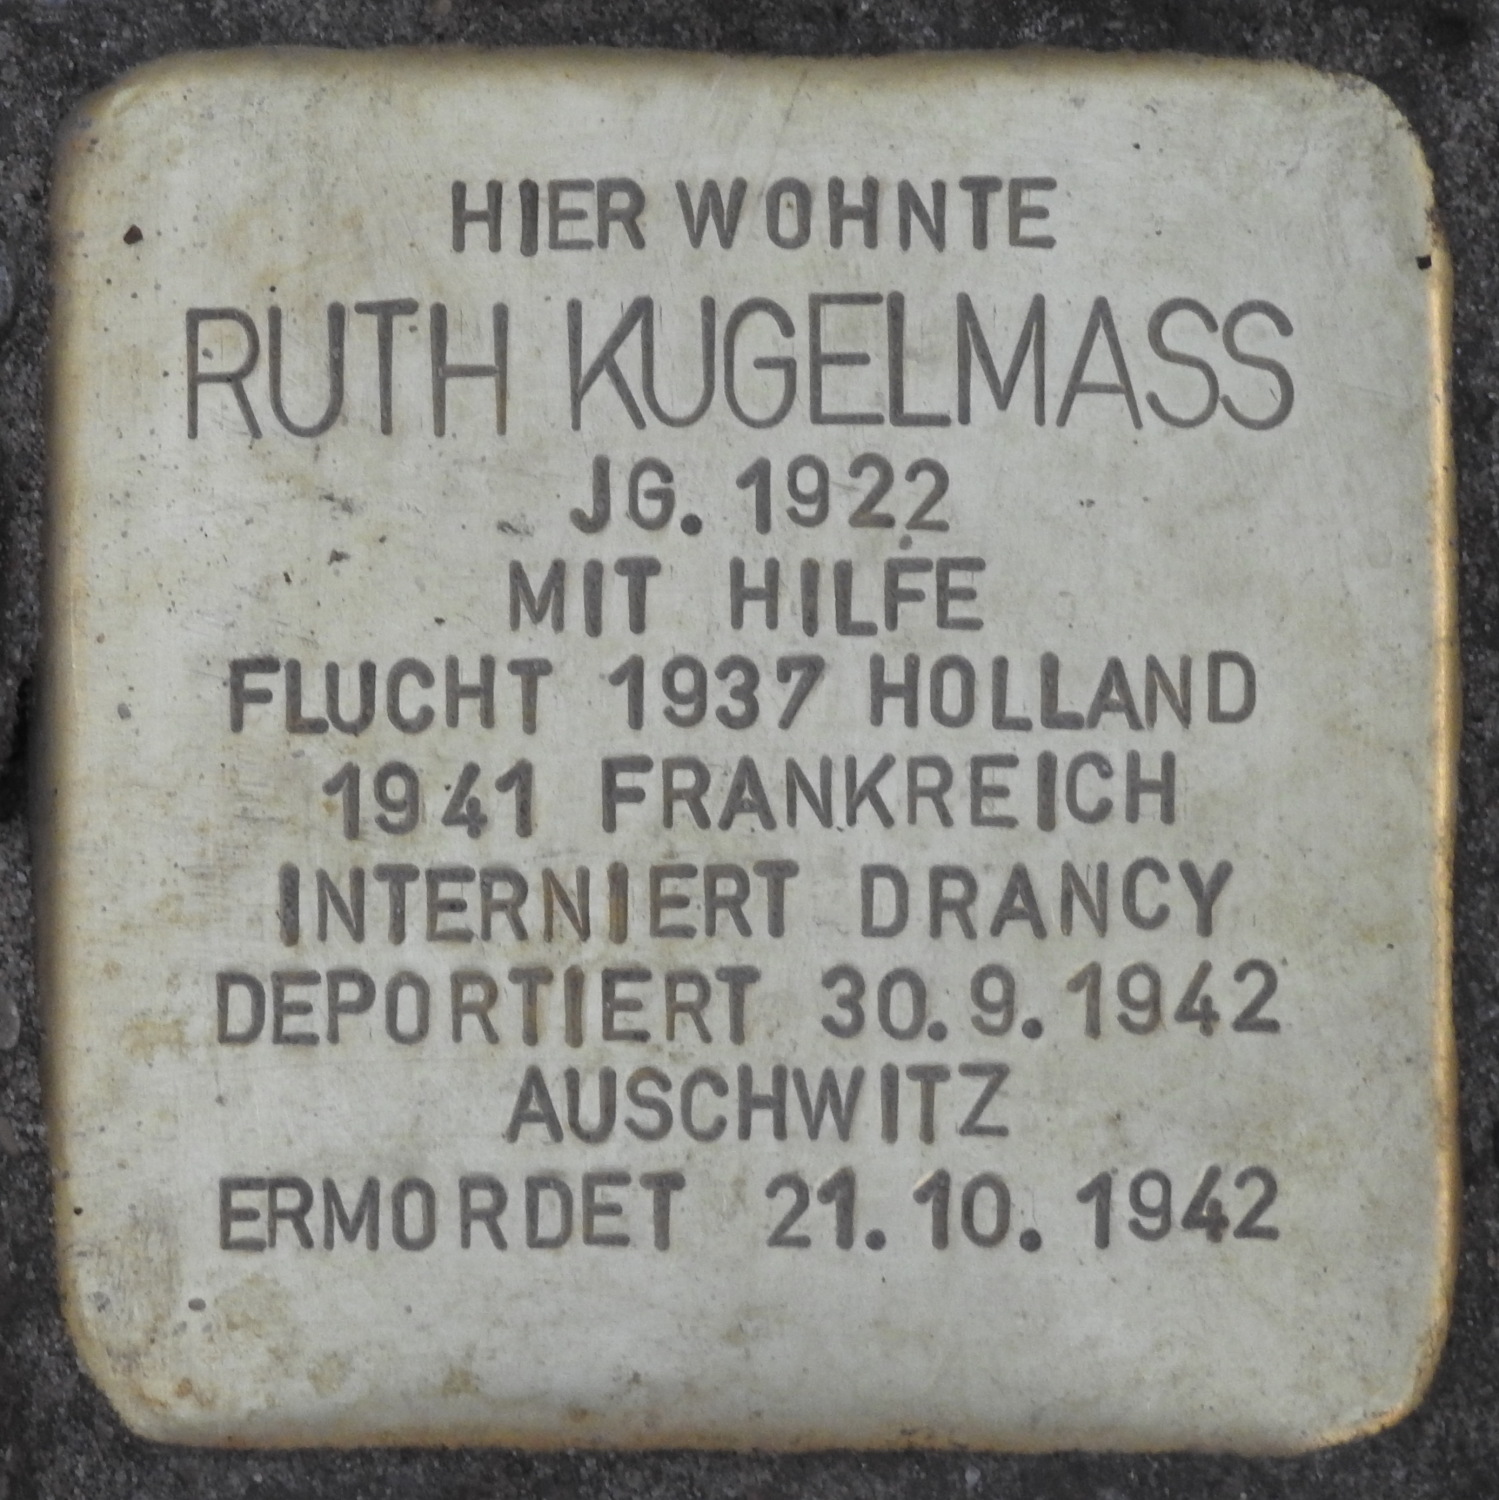 HIER WOHNTE
RUTH KUGELMASS
JG. 1922
MIT HILFE
FLUCHT 1937 HOLLAND
1941 FRANKREICH
INTERNIERT DRANCY
DEPORTIERT 30.9.1942
AUSCHWITZ
ERMORDET 21.10.1942